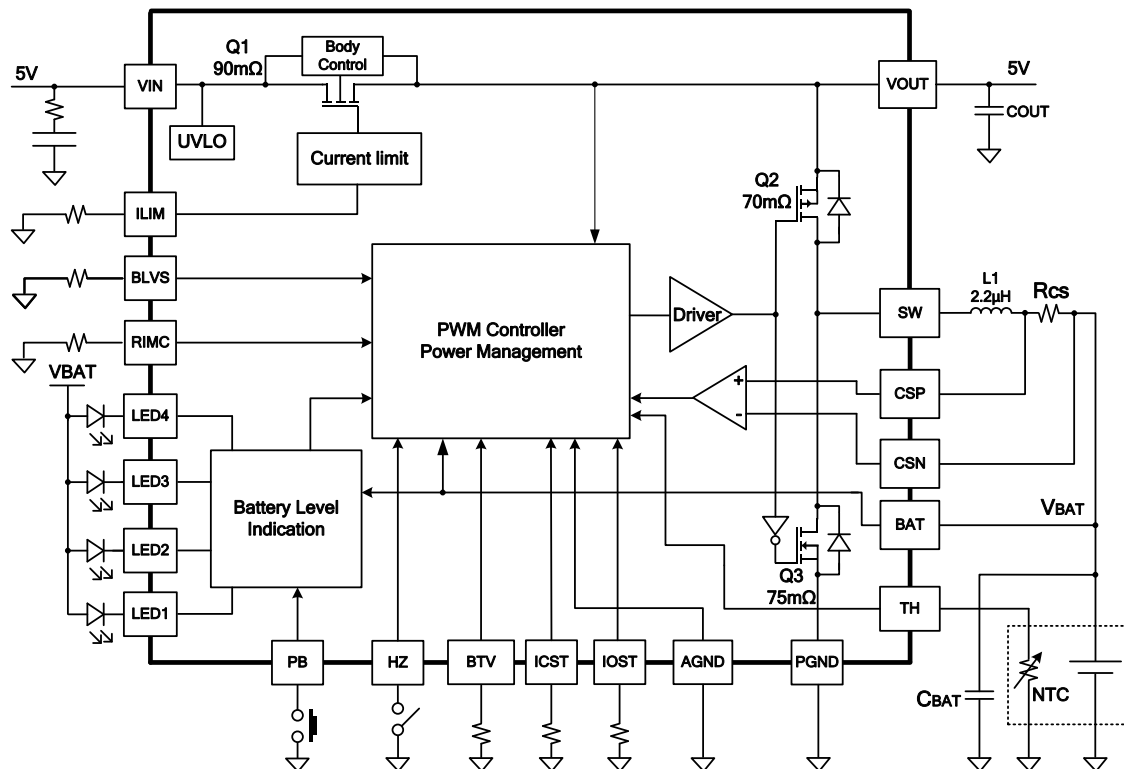 Q1
90mΩ
Body
Control
5V
VIN
VOUT
5V
COUT
UVLO
Current limit
Q2
70mΩ
ILIM
BLVS
L1
2.2µH
Rcs
SW
Driver
PWM Controller
Power Management
RIMC
VBAT
+
-
CSP
LED4
CSN
LED3
Battery Level
Indication
BAT
VBAT
LED2
Q3
75mΩ
TH
LED1
PB
HZ
BTV
ICST
IOST
AGND
PGND
CBAT
NTC